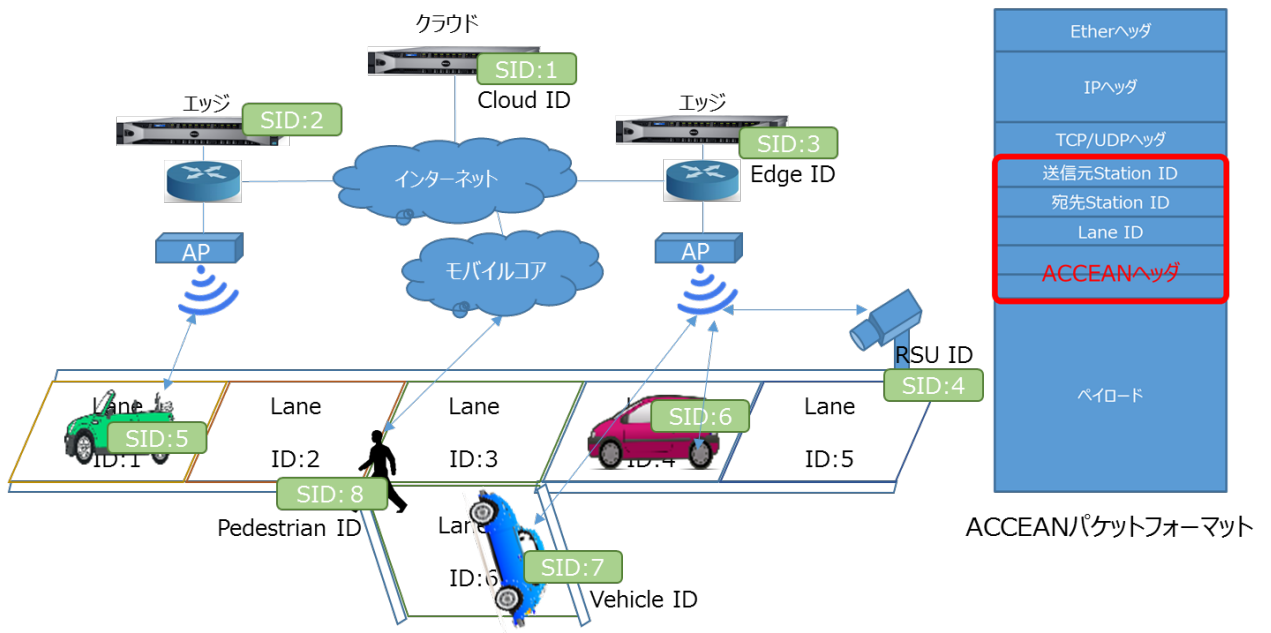 クラウド
SID:1
Cloud ID
エッジ
SID:2
エッジ
SID:3
Edge ID
インターネット
AP
モバイルコア
AP
RSU ID
SID:4
Lane
ID:1
SID:5
Lane
ID:2
Lane
ID:3
ID:4
SID:6
Lane
ID:5
SID: 8
Pedestrian ID
Lane
ID:6
SID:7
Vehicle ID
Etherヘッダ
IPヘッダ
TCP/UDPヘッダ
送信元Station ID
宛先Station ID
Lane ID
ACCEANヘッダ
ペイロード
ACCEANパケットフォーマット